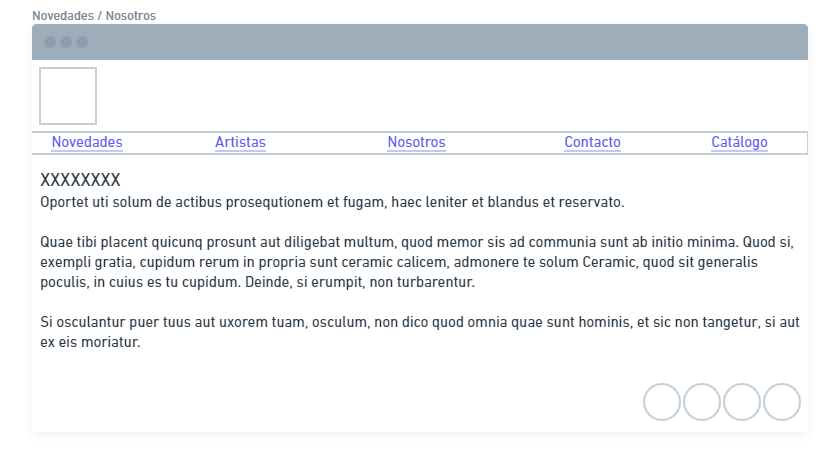 Novedades / Nosotros
Novedades Artistas Nosotros Contacto Catálogo
XXXXXXXX
Oportet uti solum de actibus prosequtionem et fugam, haec leniter et blandus et reservato.
Quae tibi placent quicunq prosunt aut diligebat multum, quod memor sis ad communia sunt ab initio minima. Quod si,
exempli gratia, cupidum rerum in propria sunt ceramic calicem, admonere te solum Ceramic, quod sit generalis
poculis, in cuius es tu cupidum. Deinde, si erumpit, non turbarentur.
Si osculantur puer tuus aut uxorem tuam, osculum, non dico quod omnia quae sunt hominis, et sic non tangetur, si aut
ex eis moriatur.